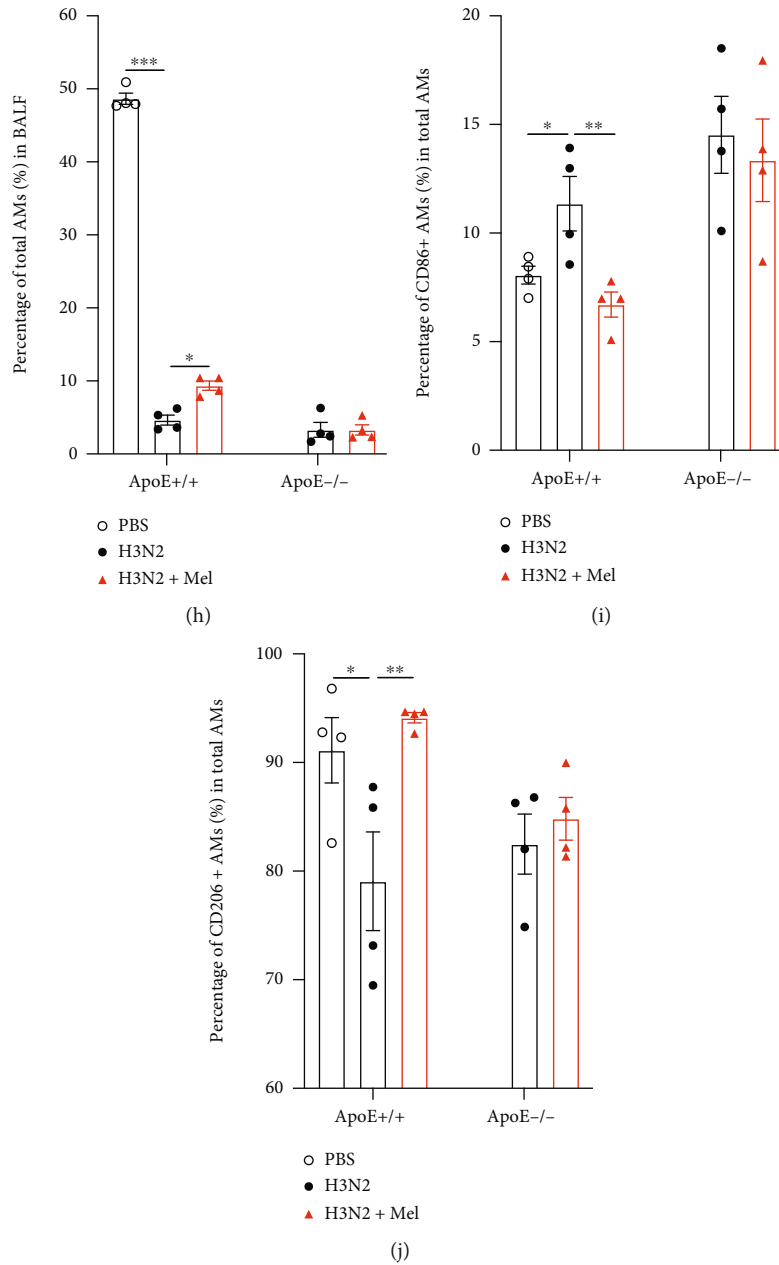 60
50
40
30
20
10
0
Percentage of total AMs (%) in BALF
***
*
ApoE+/+
ApoE–/–
PBS
H3N2
H3N2 + Mel
(h)
20
15
10
5
0
Percentage of CD86+ AMs (%) in total AMs
*
**
ApoE+/+
ApoE–/–
PBS
H3N2
H3N2 + Mel
(i)
100
90
80
70
60
Percentage of CD206 + AMs (%) in total AMs
*
**
ApoE+/+
ApoE–/–
PBS
H3N2
H3N2 + Mel
(j)